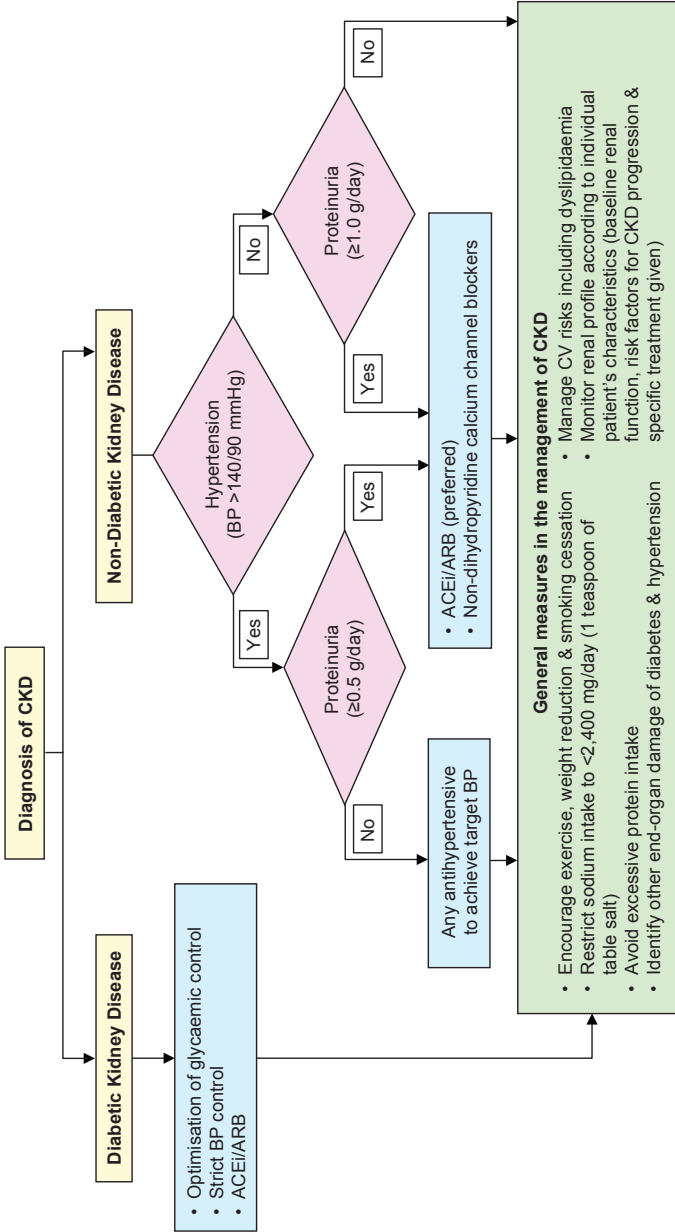 Diagnosis of CKD
Diabetic Kidney Disease
Non-Diabetic Kidney Disease
• Optimisation of glycaemic control
• Strict BP control
• ACEi/ARB
Hypertension
(BP >140/90 mmHg)
Yes
No
Proteinuria
(≥0.5 g/day)
Proteinuria
(≥1.0 g/day)
No
Yes
Yes
No
Any antihypertensive
to achieve target BP
• ACEi/ARB (preferred)
• Non-dihydropyridine calcium channel blockers
General measures in the management of CKD
• Encourage exercise, weight reduction & smoking cessation
• Restrict sodium intake to <2,400 mg/day (1 teaspoon of
table salt)
• Avoid excessive protein intake
• Identify other end-organ damage of diabetes & hypertension
• Manage CV risks including dyslipidaemia
• Monitor renal profile according to individual
patient's characteristics (baseline renal
function, risk factors for CKD progression &
specific treatment given)